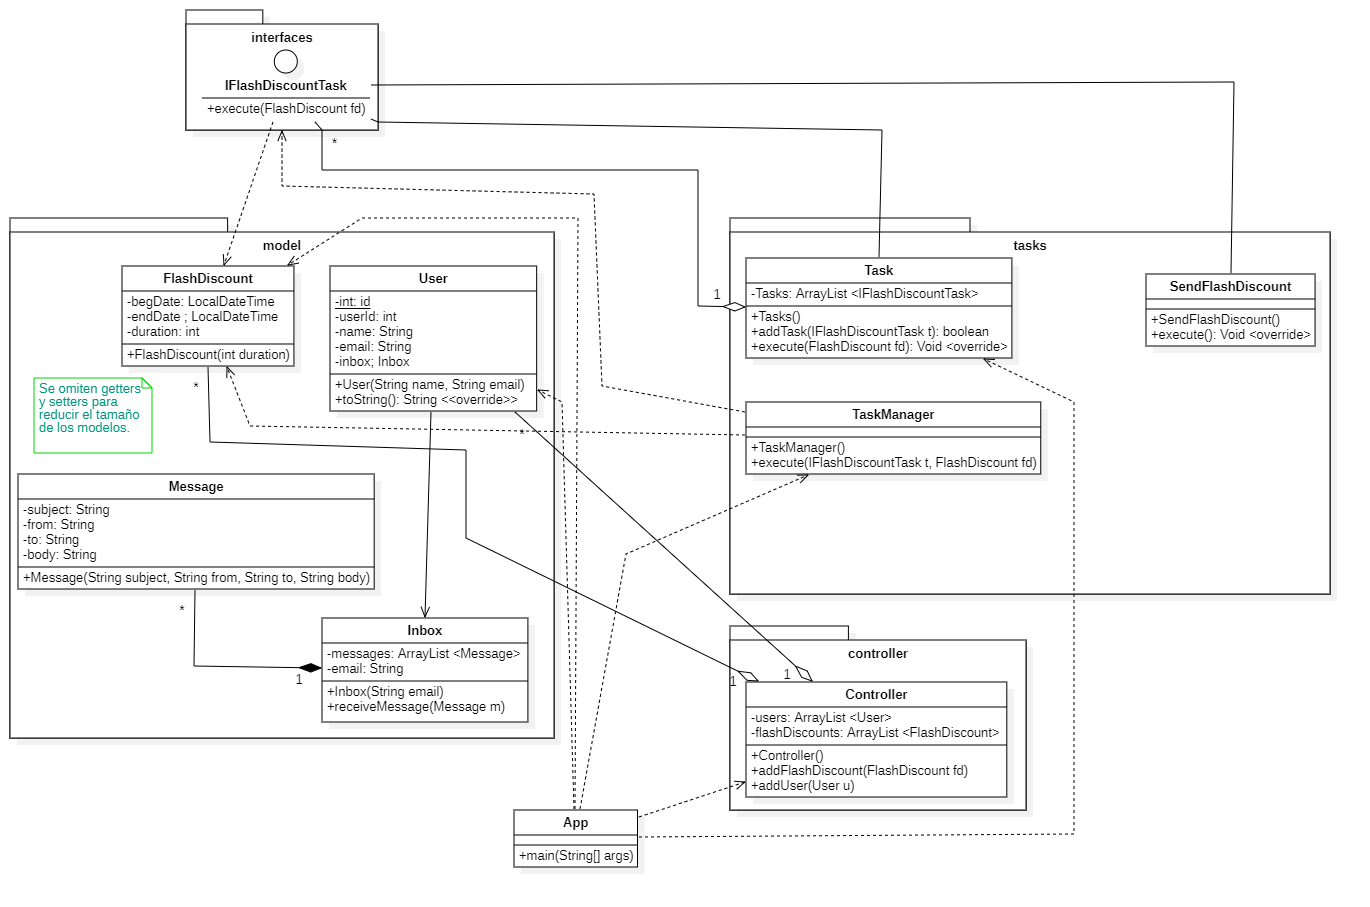 interfaces
IFlashDiscountTask
+execute(FlashDiscount fd)
*
model
FlashDiscount
-begDate: LocalDateTime
-endDate ; LocalDateTime
-duration: int
+FlashDiscount(int duration)
*
User
-int: id
-userId: int
-name: String
-email: String
-inbox; Inbox
+User(String name, String email)
+toString(): String <<override>>
*
Se omiten getters
y setters para
reducir el tamaño
de los modelos.
Message
-subject: String
-from: String
-to: String
-body: String
+Message(String subject, String from, String to, String body)
*
1
Inbox
-messages: ArrayList <Message>
-email: String
+Inbox(String email)
+receiveMessage(Message m)
tasks
1
Task
-Tasks: ArrayList <IFlashDiscountTask>
+Tasks()
+addTask(IFlashDiscountTask t): boolean
+execute(FlashDiscount fd): Void <override>
SendFlashDiscount
+SendFlashDiscount()
+execute(): Void <override>
TaskManager
+TaskManager()
+execute(IFlashDiscountTask t, FlashDiscount fd)
controller
1
1
Controller
-users: ArrayList <User>
-flashDiscounts: ArrayList <FlashDiscount>
+Controller()
+addFlashDiscount(FlashDiscount fd)
+addUser(User u)
App
+main(String[] args)